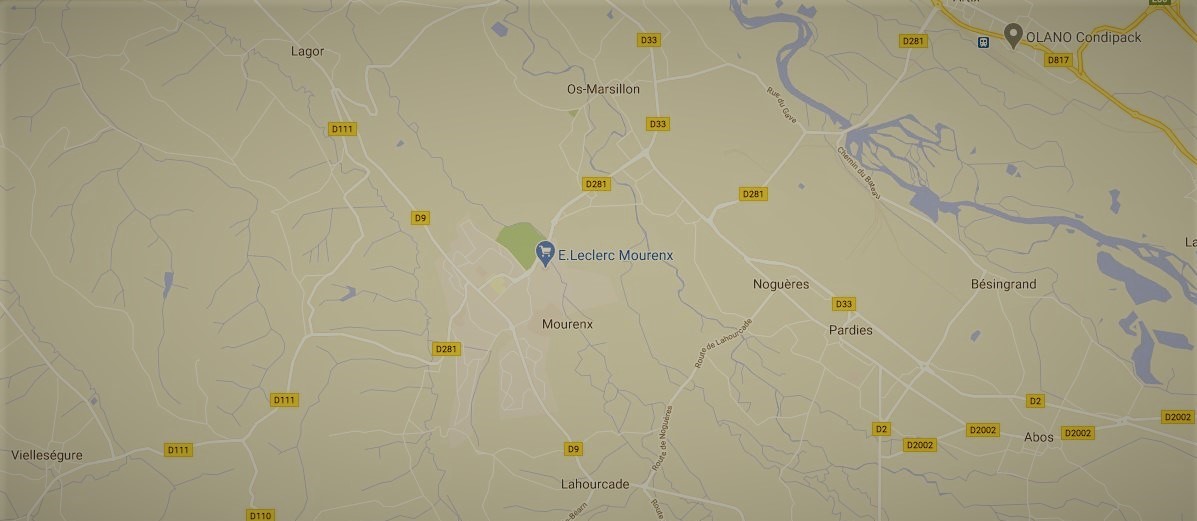 Lagor
D33
D281
OLANO Condipack
D817
Os-Marsillon
Rue du Gave
D111
D33
Chemin du Bateau
D281
D281
D9
E.Leclerc Mourenx
Noguères
Bésingrand
D33
Mourenx
Pardies
Route de Lahourcade
D281
D111
D2
D2002
D2
D2002
D2002
Abos
D2002
D111
Vielleségure
D9
Route de Noguères
Lahourcade
D110
Route